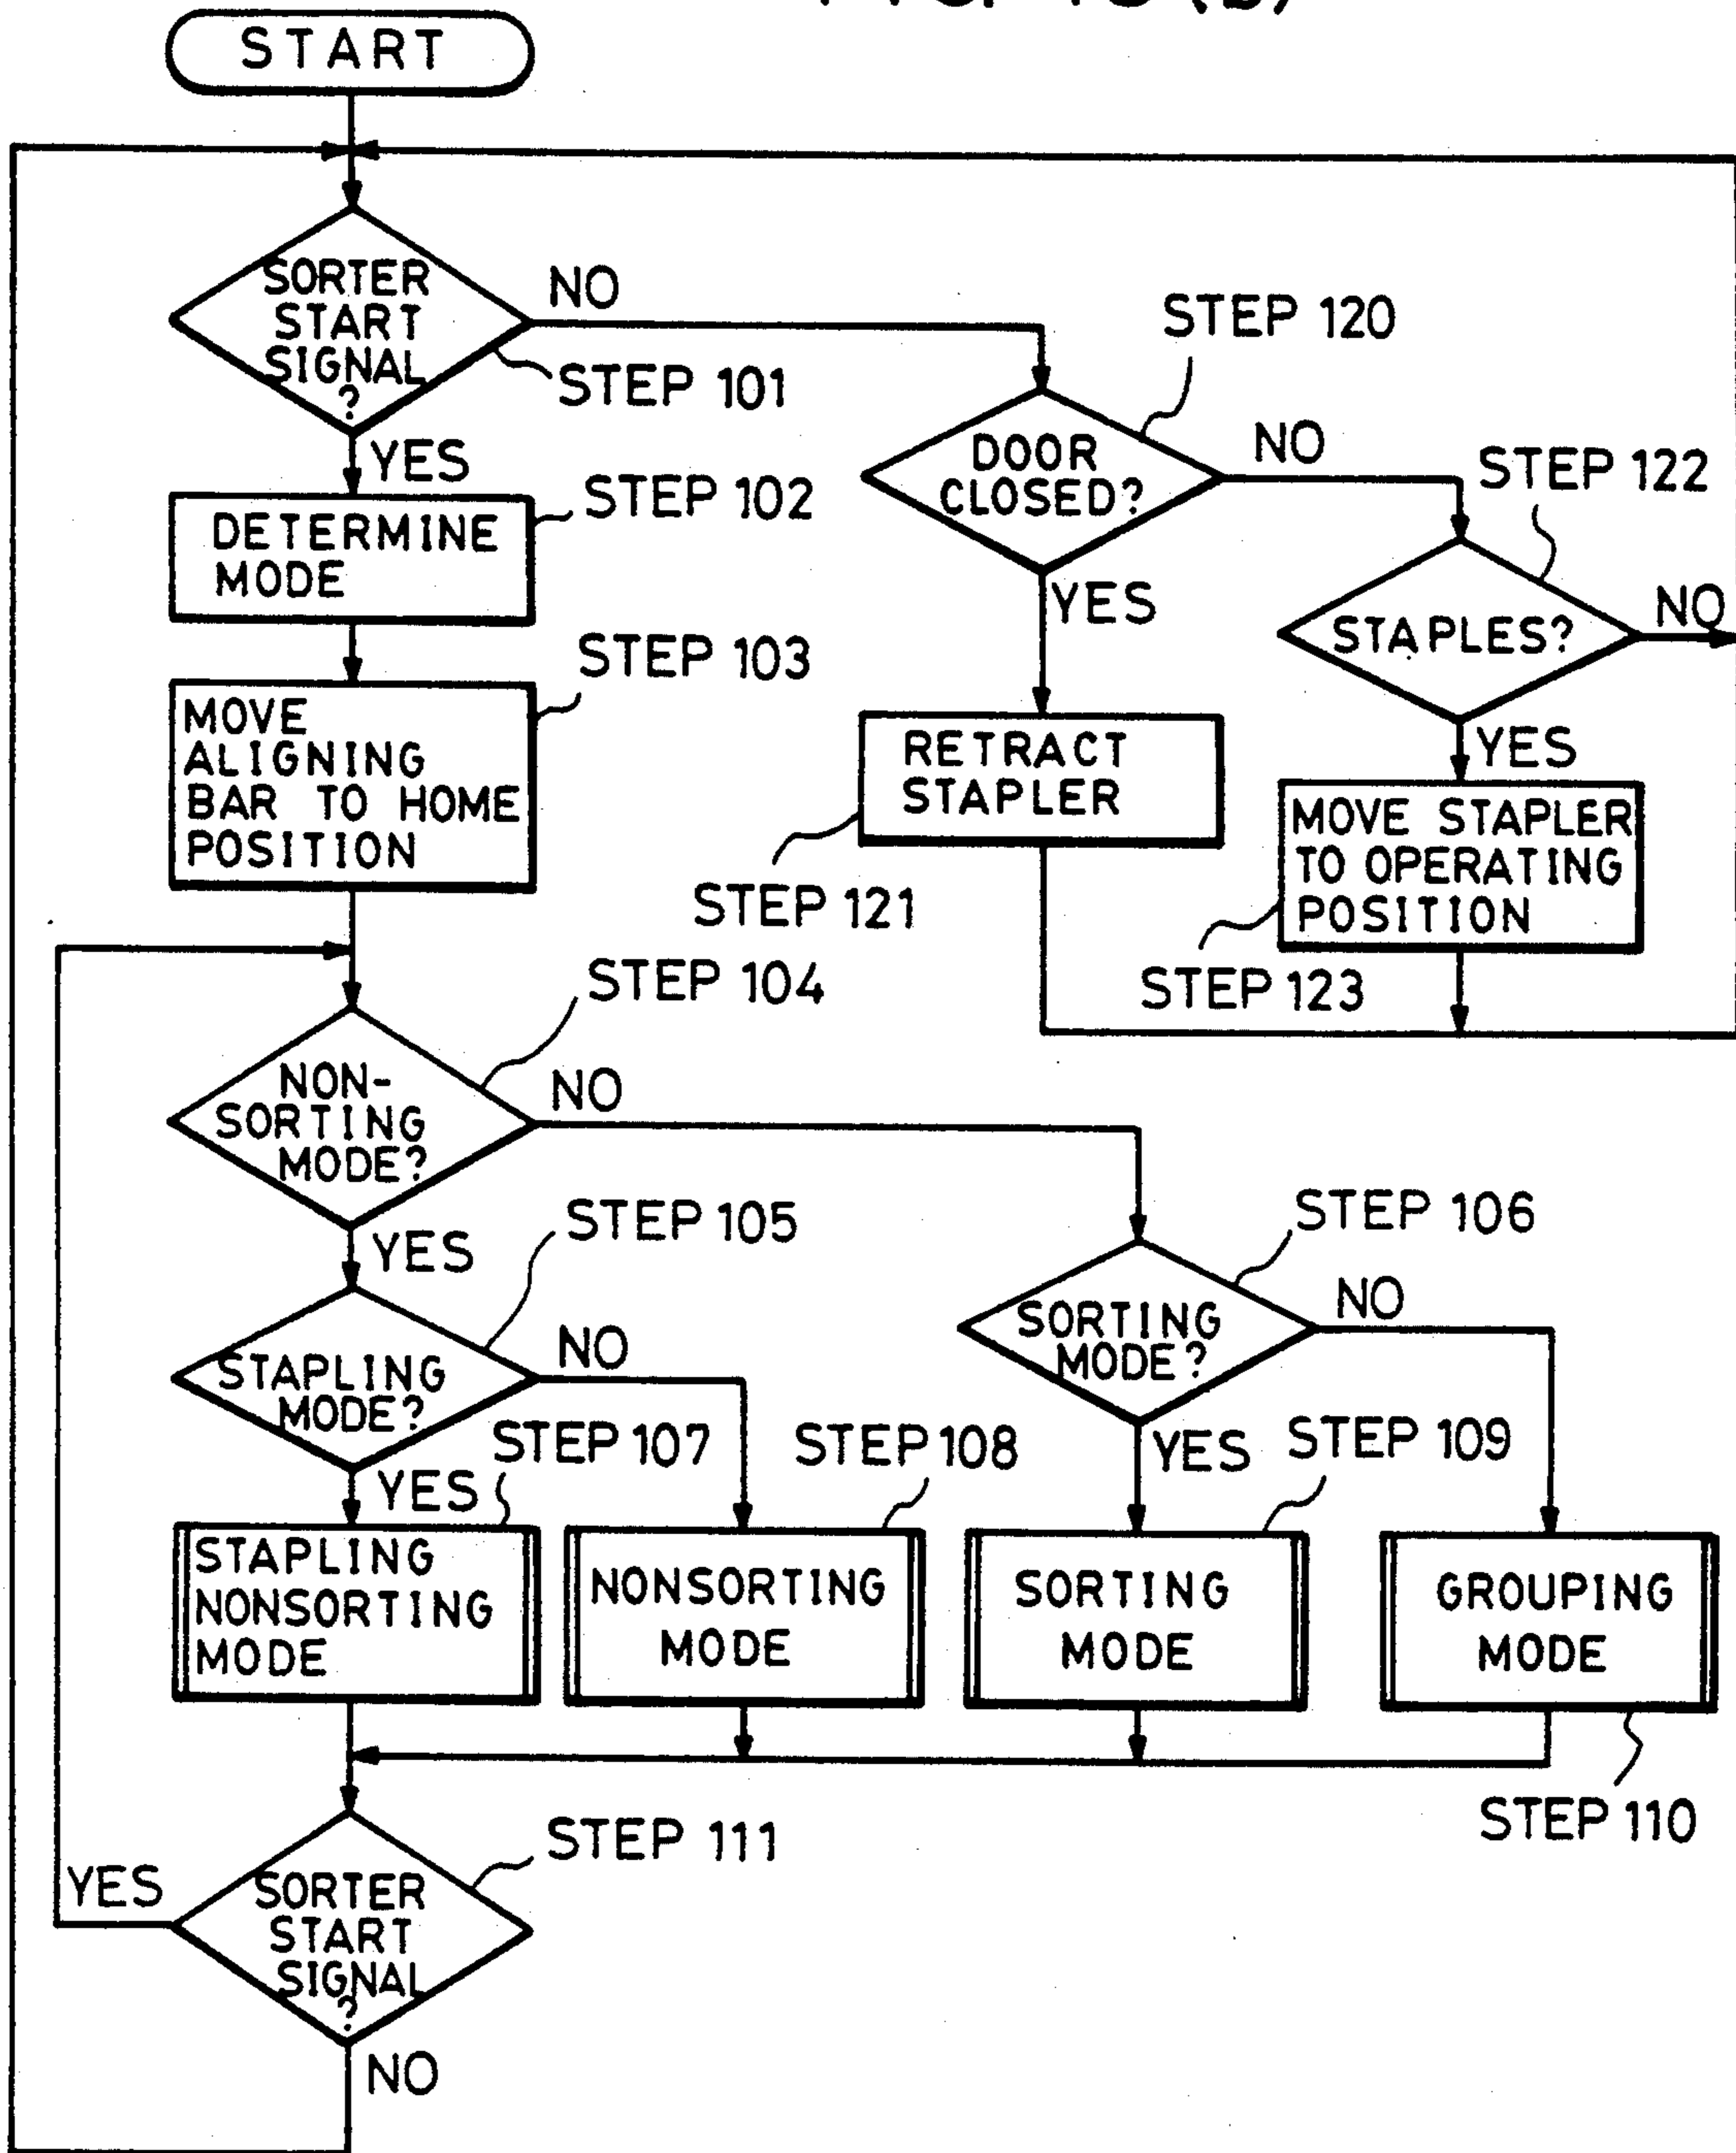 START
SORTER
START
SIGNAL
?
NO
STEP 101
YES
DETERMINE
MODE
STEP 102
MOVE
ALIGNING
BAR TO HOME
POSITION
STEP 103
STEP 120
DOOR
CLOSED?
NO
YES
STEP 122
STAPLES?
NO
YES
RETRACT
STAPLER
STEP 121
MOVE STAPLER
TO OPERATING
POSITION
STEP 123
STEP 104
NON-
SORTING
MODE?
NO
YES
STEP 105
STAPLING
MODE?
NO
YES
STEP 106
SORTING
MODE?
NO
YES
STEP 107
STAPLING
NONSORTING
MODE
STEP 108
NONSORTING
MODE
STEP 109
SORTING
MODE
GROUPING
MODE
STEP 110
STEP 111
SORTER
START
SIGNAL
?
YES
NO